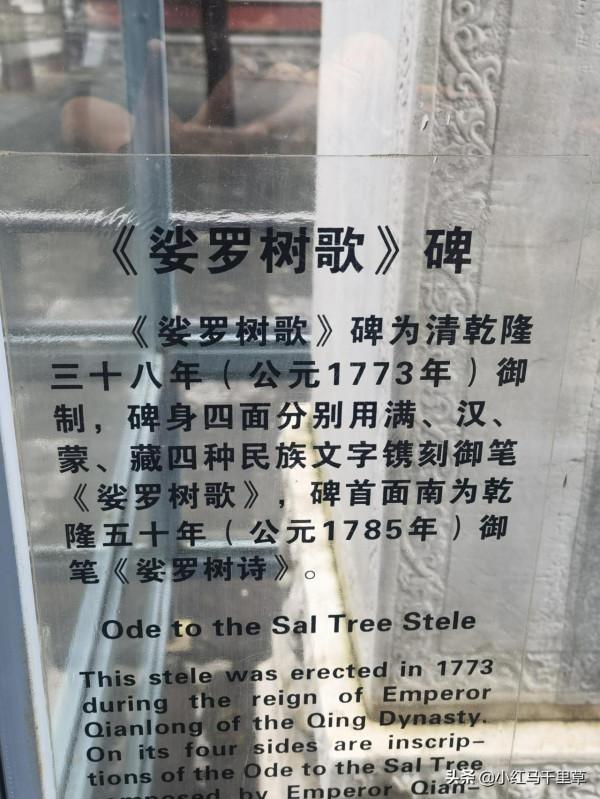 《娑罗树歌》碑
《娑罗树歌》碑为清乾隆
三十八年（公元1773年）御
制，碑身四面分别用满、汉、
蒙、藏四种民族文字镌刻御笔
《娑罗树歌》，碑首面南为乾
隆五十年（公元1785年）御
笔《娑罗树诗》。
Ode to the Sal Tree Stele
This stele was erected in 1773
during the reign of Emperor
Qianlong of the Qing Dynasty.
On its four sides are inscrip-
tions of the Ode to the Sal Tree
composed by Emperor Qian-
头条 @小红马千里草